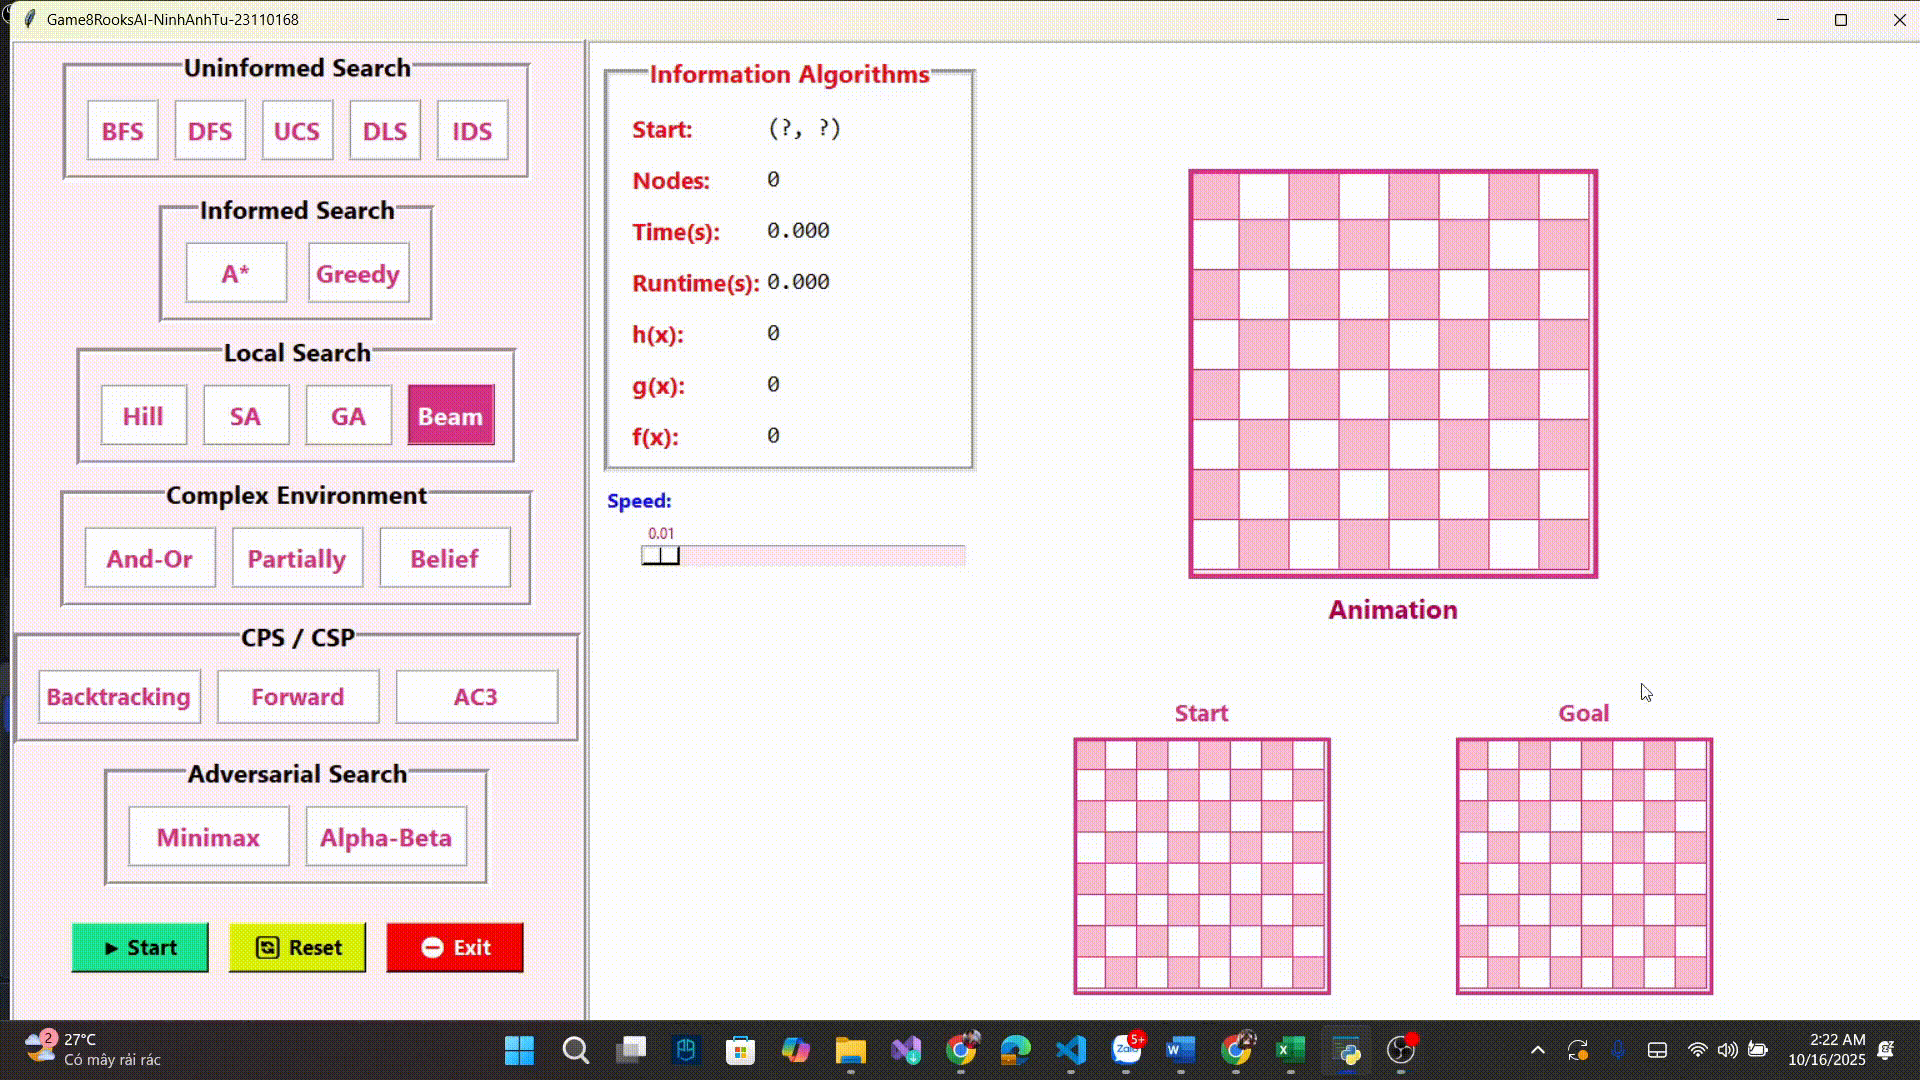 Game8RooksAI-NinhAnhTu-23110168
Uninformed Search
BFS DFS UCS DLS IDS
Informed Search
A* Greedy
Local Search
Hill SA GA Beam
Complex Environment
And-Or Partially Belief
CPS / CSP
Backtracking Forward AC3
Adversarial Search
Minimax Alpha-Beta
Start Reset Exit
Information Algorithms
Start: (?, ?)
Nodes: 0
Time(s): 0.000
Runtime(s): 0.000
h(x): 0
g(x): 0
f(x): 0
Speed:
0.01
Animation
Start Goal
2
27°C
Có mây rải rác
Zalo
5+
2:22 AM
10/16/2025